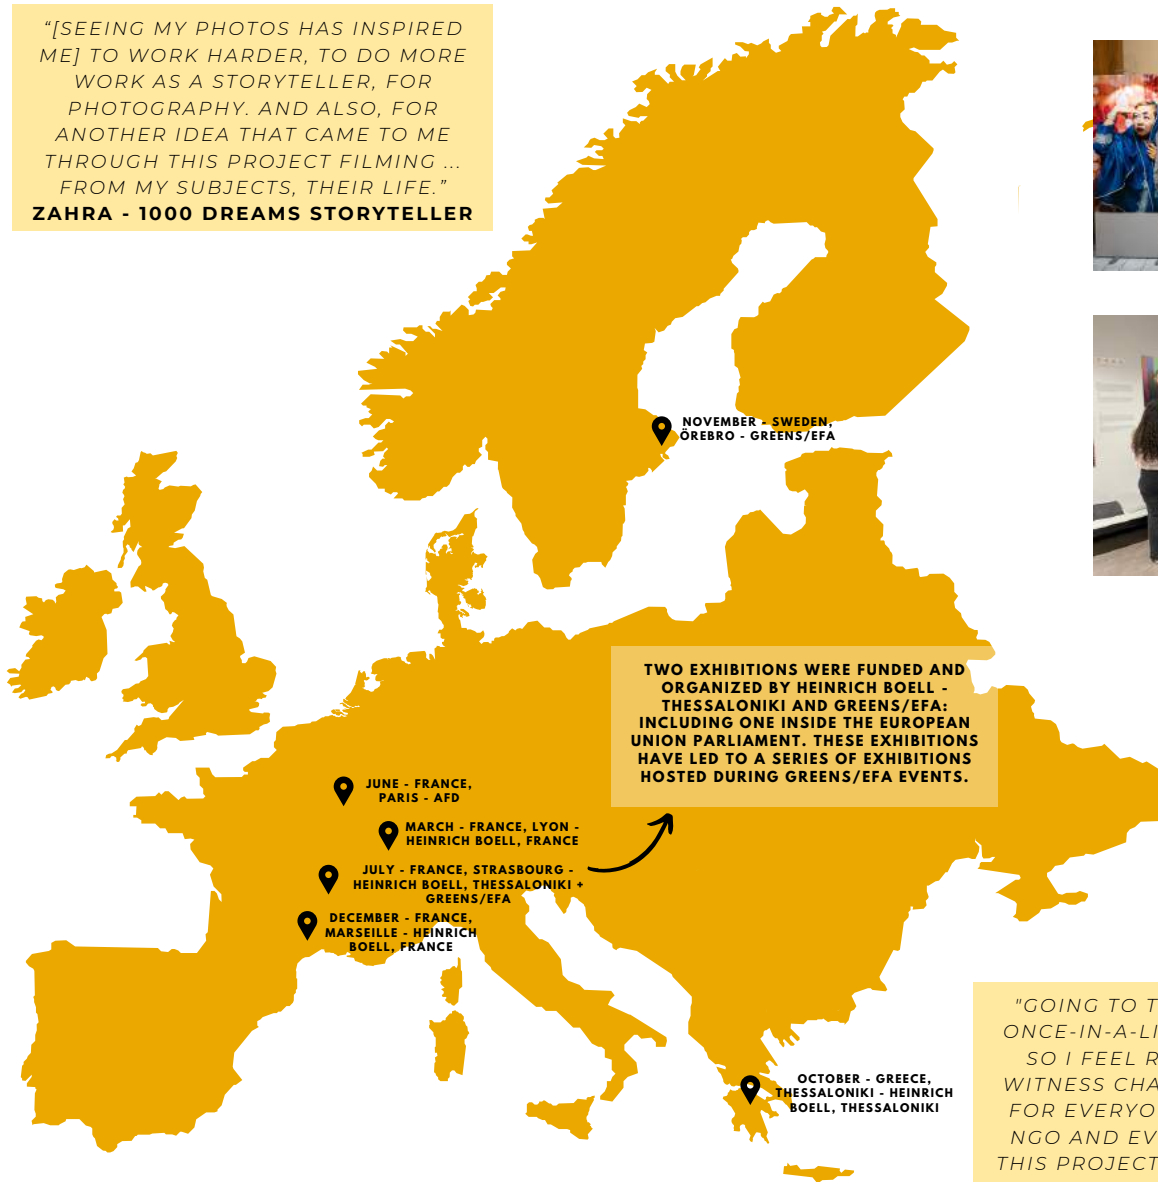 “[SEEING MY PHOTOS HAS INSPIRED
ME] TO WORK HARDER, TO DO MORE
WORK AS A STORYTELLER, FOR
PHOTOGRAPHY. AND ALSO, FOR
ANOTHER IDEA THAT CAME TO ME
THROUGH THIS PROJECT FILMING ...
FROM MY SUBJECTS, THEIR LIFE.”
ZAHRA - 1000 DREAMS STORYTELLER
NOVEMBER - SWEDEN,
ÖREBRO - GREENS/EFA
TWO EXHIBITIONS WERE FUNDED AND
ORGANIZED BY HEINRICH BOELL -
THESSALONIKI AND GREENS/EFA:
INCLUDING ONE INSIDE THE EUROPEAN
UNION PARLIAMENT. THESE EXHIBITIONS
HAVE LED TO A SERIES OF EXHIBITIONS
HOSTED DURING GREENS/EFA EVENTS.
JUNE - FRANCE,
PARIS - AFD
MARCH - FRANCE, LYON -
HEINRICH BOELL, FRANCE
JULY - FRANCE, STRASBOURG -
HEINRICH BOELL, THESSALONIKI +
GREENS/EFA
DECEMBER - FRANCE,
MARSEILLE - HEINRICH
BOELL, FRANCE
OCTOBER - GREECE,
THESSALONIKI - HEINRICH
BOELL, THESSALONIKI
"GOING TO T
ONCE-IN-A-LI
SO I FEEL R
WITNESS CHA
FOR EVERYO
NGO AND EV
THIS PROJECT